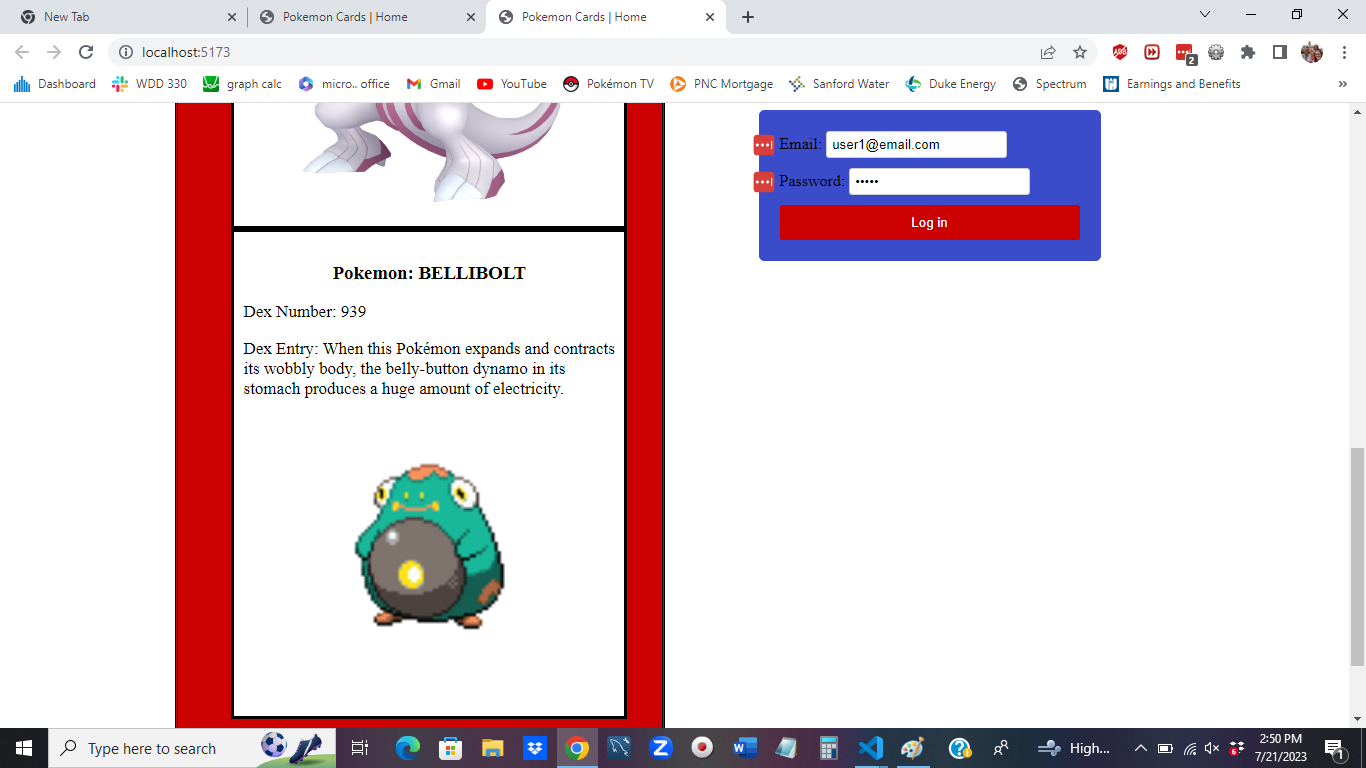 New Tab
Pokemon Cards | Home
Pokemon Cards | Home
localhost:5173
ABP
2
Dashboard
WDD 330
graph calc
micro.. office
Gmail
YouTube
Pokémon TV
PNC Mortgage
Sanford Water
Duke Energy
Spectrum
Earnings and Benefits
»
Email: user1@email.com
Password: •••••
Log in
Pokemon: BELLIBOLT
Dex Number: 939
Dex Entry: When this Pokémon expands and contracts
its wobbly body, the belly-button dynamo in its
stomach produces a huge amount of electricity.
Type here to search
High...
2:50 PM
7/21/2023
1